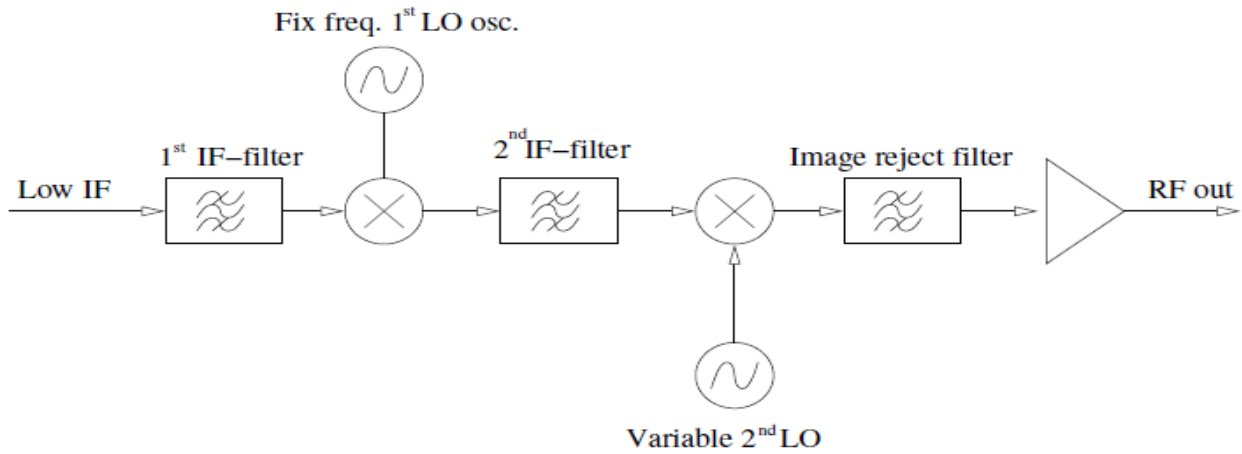 Fix freq. 1st LO osc.
1st IF−filter
2nd IF−filter
Image reject filter
Low IF
RF out
Variable 2nd LO